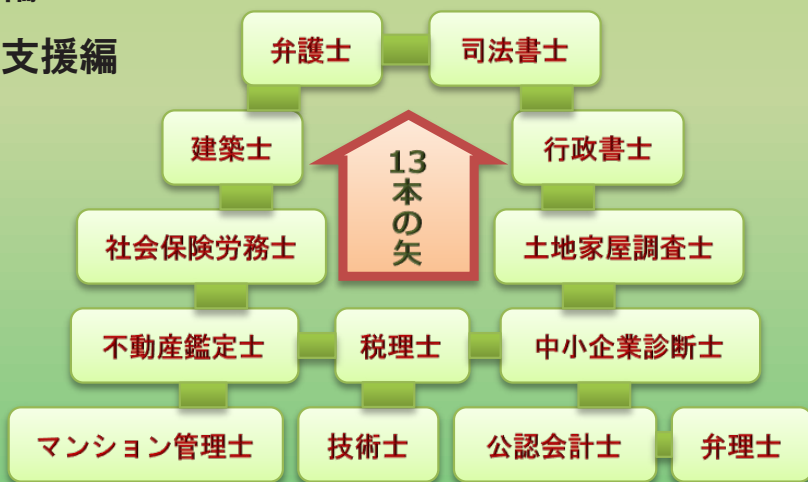 支援編
弁護士
司法書士
建築士
13本の矢
行政書士
社会保険労務士
土地家屋調査士
不動産鑑定士
税理士
中小企業診断士
マンション管理士
技術士
公認会計士
弁理士